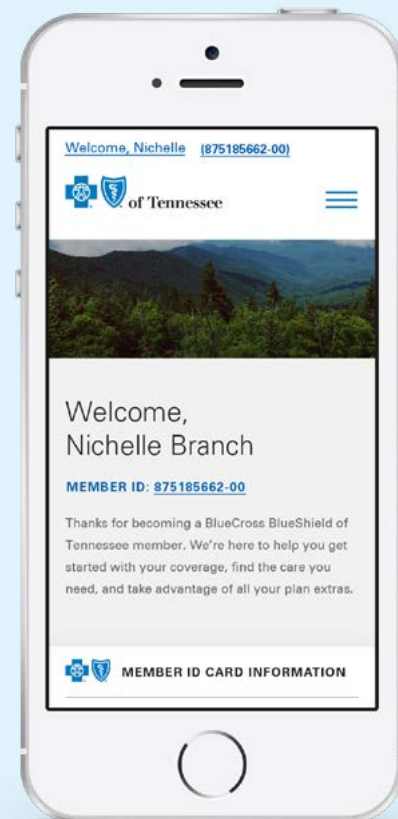 Welcome, Nichelle (875185662-00)
of Tennessee
Welcome,
Nichelle Branch
MEMBER ID: 875185662-00
Thanks for becoming a BlueCross BlueShield of
Tennessee member. We're here to help you get
started with your coverage, find the care you
need, and take advantage of all your plan extras.
MEMBER ID CARD INFORMATION